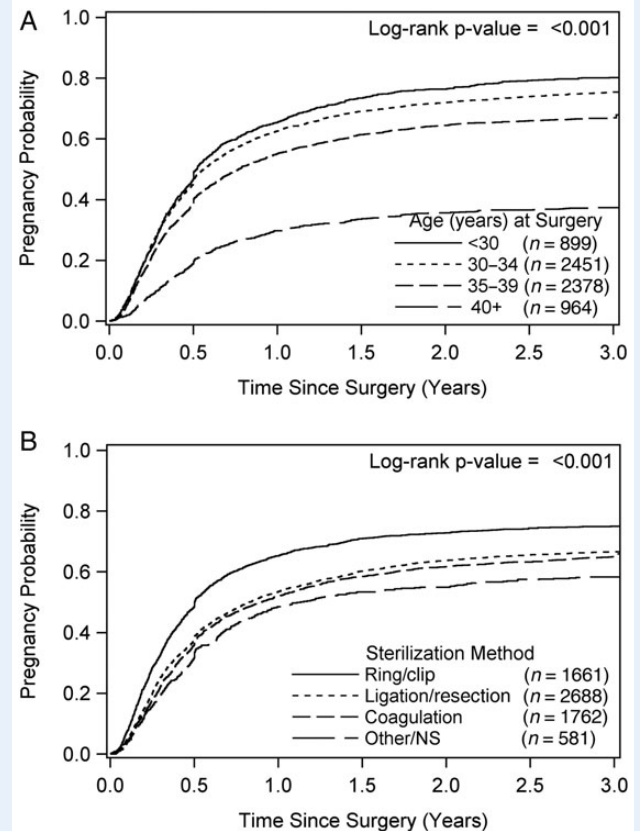 A
Log-rank p-value = <0.001
Pregnancy Probability
1.0
0.8
0.6
0.4
0.2
0.0
Age (years) at Surgery
<30 (n = 899)
30–34 (n = 2451)
35–39 (n = 2378)
40+ (n = 964)
0.0 0.5 1.0 1.5 2.0 2.5 3.0
Time Since Surgery (Years)
B
Log-rank p-value = <0.001
Pregnancy Probability
1.0
0.8
0.6
0.4
0.2
0.0
Sterilization Method
Ring/clip (n = 1661)
Ligation/resection (n = 2688)
Coagulation (n = 1762)
Other/NS (n = 581)
0.0 0.5 1.0 1.5 2.0 2.5 3.0
Time Since Surgery (Years)